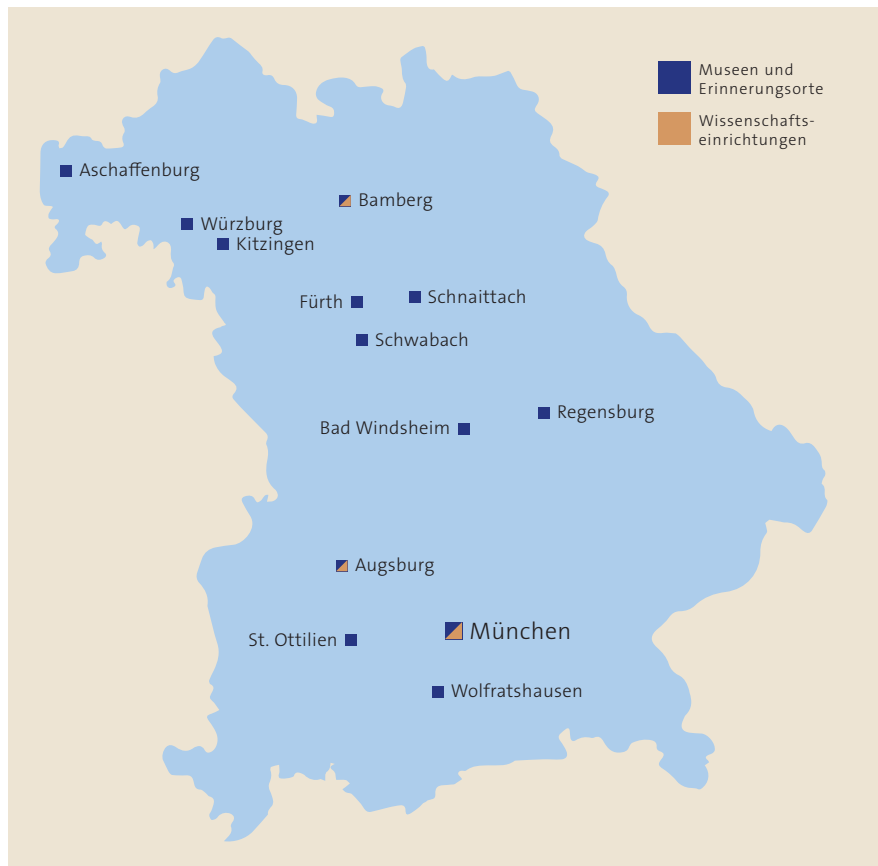 Museen und
Erinnerungsorte
Wissenschafts-
einrichtungen
Aschaffenburg
Bamberg
Würzburg
Kitzingen
Fürth
Schnaittach
Schwabach
Regensburg
Bad Windsheim
Augsburg
München
St. Ottilien
Wolfratshausen